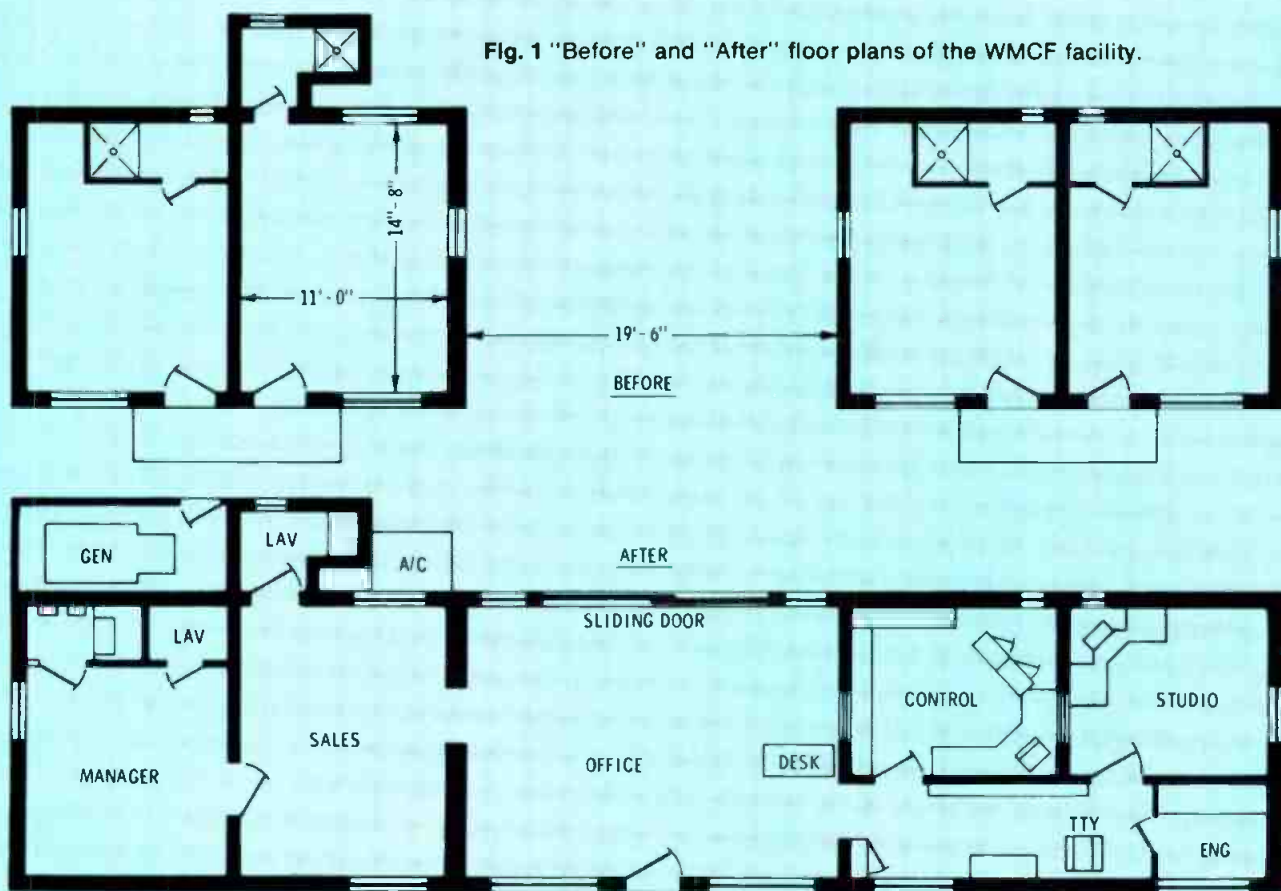 Fig. 1 "Before" and "After" floor plans of the WMCF facility.
14"-8"
11'-0"
19'-6"
BEFORE
AFTER
GEN
LAV
A/C
SLIDING DOOR
LAV
CONTROL
STUDIO
SALES
OFFICE
DESK
MANAGER
TTY
ENG